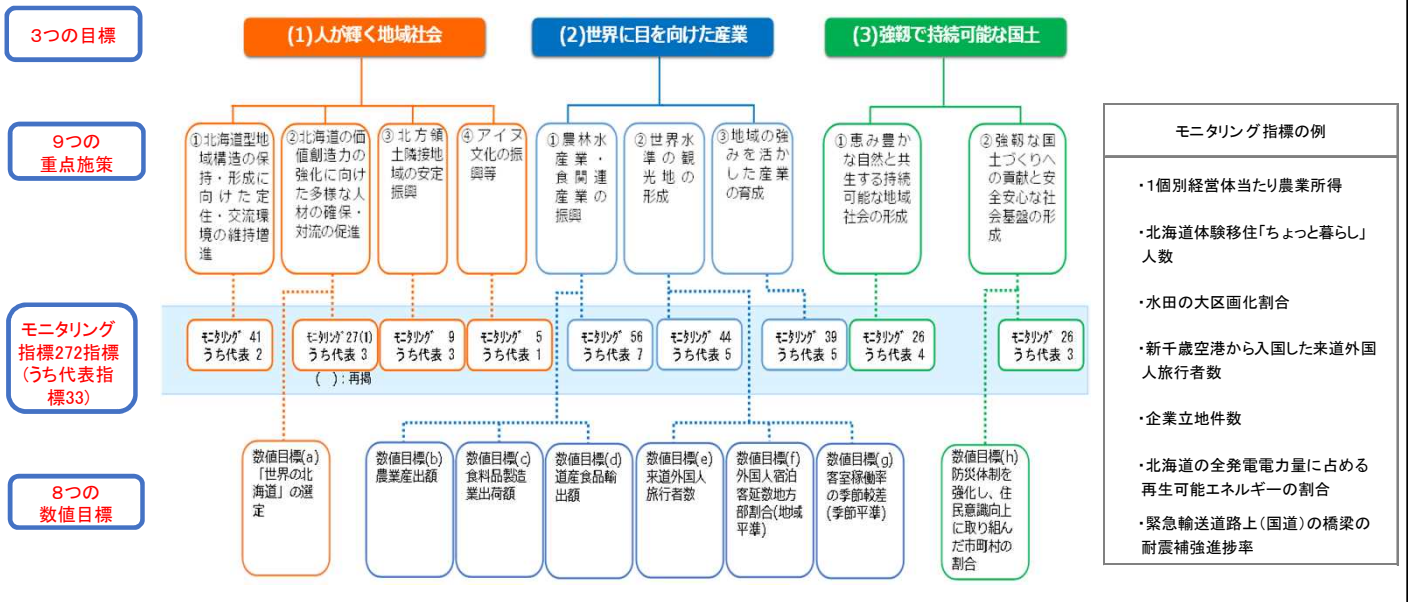 3つの目標
(1)人が輝く地域社会
(2)世界に目を向けた産業
(3)強靱で持続可能な国土
9つの
重点施策
①北海道型地
域構造の保
持・形成に
向けた定
住・交流環
境の維持増
進
②北海道の価
値創造力の
強化に向け
た多様な人
材の確保・
対流の促進
③北方領
土隣接地
域の安定
振興
④アイヌ
文化の振
興等
①農林水
産業・
食関連
産業の
振興
②世界水
準の観
光地の
形成
③地域の強
みを活か
した産業
の育成
①恵み豊か
な自然と共
生する持続
可能な地域
社会の形成
②強靱な国
土づくりへ
の貢献と安
全安心な社
会基盤の形
成
モニタリング
指標272指標
(うち代表指
標33)
ﾓﾆﾀﾘﾝｸﾞ 41
うち代表 2
ﾓﾆﾀﾘﾝｸﾞ27(1)
うち代表 3
( ):再掲
ﾓﾆﾀﾘﾝｸﾞ 9
うち代表 3
ﾓﾆﾀﾘﾝｸﾞ 5
うち代表 1
ﾓﾆﾀﾘﾝｸﾞ 56
うち代表 7
ﾓﾆﾀﾘﾝｸﾞ 44
うち代表 5
ﾓﾆﾀﾘﾝｸﾞ 39
うち代表 5
ﾓﾆﾀﾘﾝｸﾞ 26
うち代表 4
ﾓﾆﾀﾘﾝｸﾞ 26
うち代表 3
8つの
数値目標
数値目標(a)
「世界の北
海道」の選
定
数値目標(b)
農業産出額
数値目標(c)
食料品製造
業出荷額
数値目標(d)
道産食品輸
出額
数値目標(e)
来道外国人
旅行者数
数値目標(f)
外国人宿泊
客延数地方
部割合(地域
平準)
数値目標(g)
客室稼働率
の季節較差
(季節平準)
数値目標(h)
防災体制を
強化し、住
民意識向上
に取り組ん
だ市町村の
割合
モニタリング指標の例
・1個別経営体当たり農業所得
・北海道体験移住「ちょっと暮らし」
人数
・水田の大区画化割合
・新千歳空港から入国した来道外国
人旅行者数
・企業立地件数
・北海道の全発電電力量に占める
再生可能エネルギーの割合
・緊急輸送道路上(国道)の橋梁の
耐震補強進捗率